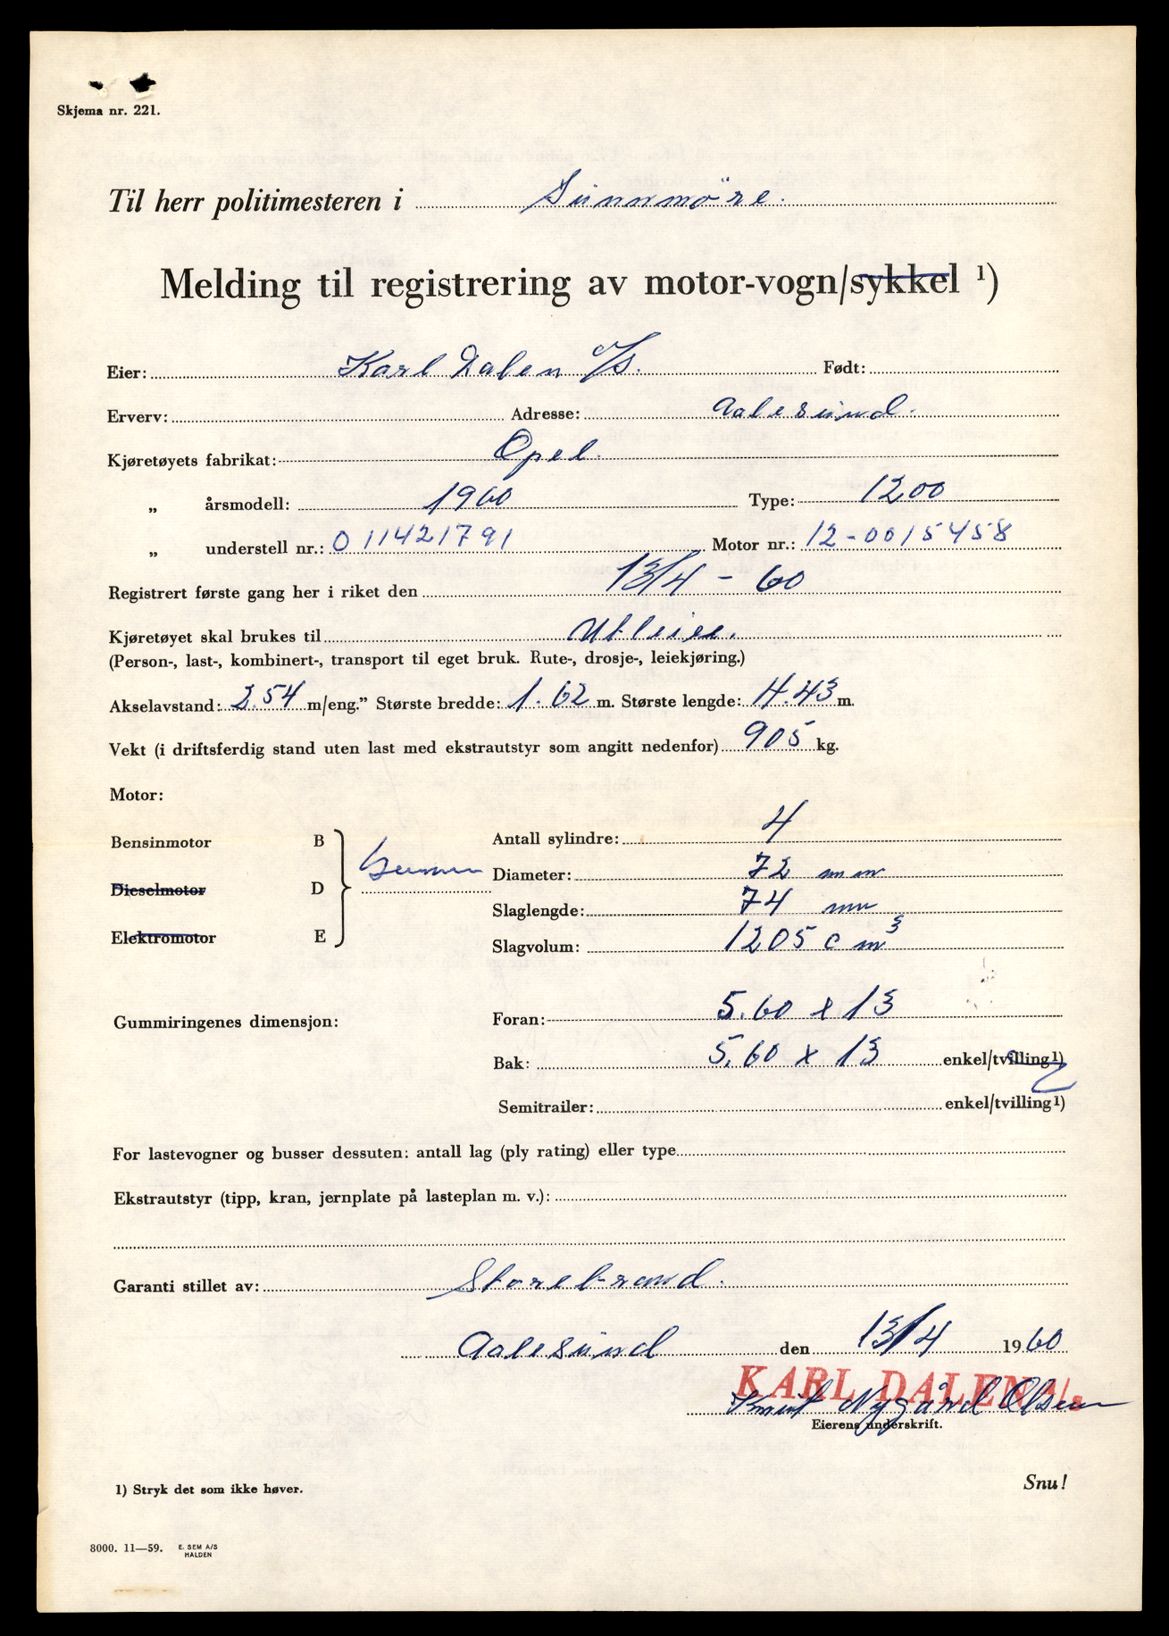 Skjema nr. 221.
Til herr politimesteren i Sünnmöre.
Melding til registrering av motor-vogn/sykkel 1)
Eier: Karl Dalen A/S. Født:
Erverv: Adresse: Aalesünd.
Kjøretøyets fabrikat: Opel.
„ årsmodell: 1960 Type: 1200
„ understell nr.: 011421791 Motor nr.: 12-0015458
Registrert første gang her i riket den 13/4 - 60
Kjøretøyet skal brukes til Utleie.
(Person-, last-, kombinert-, transport til eget bruk. Rute-, drosje-, leiekjøring.)
Akselavstand: 2.54 m/eng.” Største bredde: 1.62 m. Største lengde: 4.43 m.
Vekt (i driftsferdig stand uten last med ekstrautstyr som angitt nedenfor) 905 kg.
Motor:
Bensinmotor B Antall sylindre: 4
Dieselmotor D Diameter: 72 mm
Slaglengde: 74 mm
Elektromotor E Slagvolum: 1205 cm³
Gummiringenes dimensjon: Foran: 5.60 x 13
Bak: 5.60 x 13 enkel/tvilling1)
Semitrailer: enkel/tvilling1)
For lastevogner og busser dessuten: antall lag (ply rating) eller type
Ekstrautstyr (tipp, kran, jernplate på lasteplan m. v.):
Garanti stillet av: Storebrand.
Aalesünd den 13/4 1960
KARL DALEN A/S
Knut Nygård Olsen
Eierens underskrift.
1) Stryk det som ikke høver. Snu!
8000. 11—59. E. SEM A/S
HALDEN